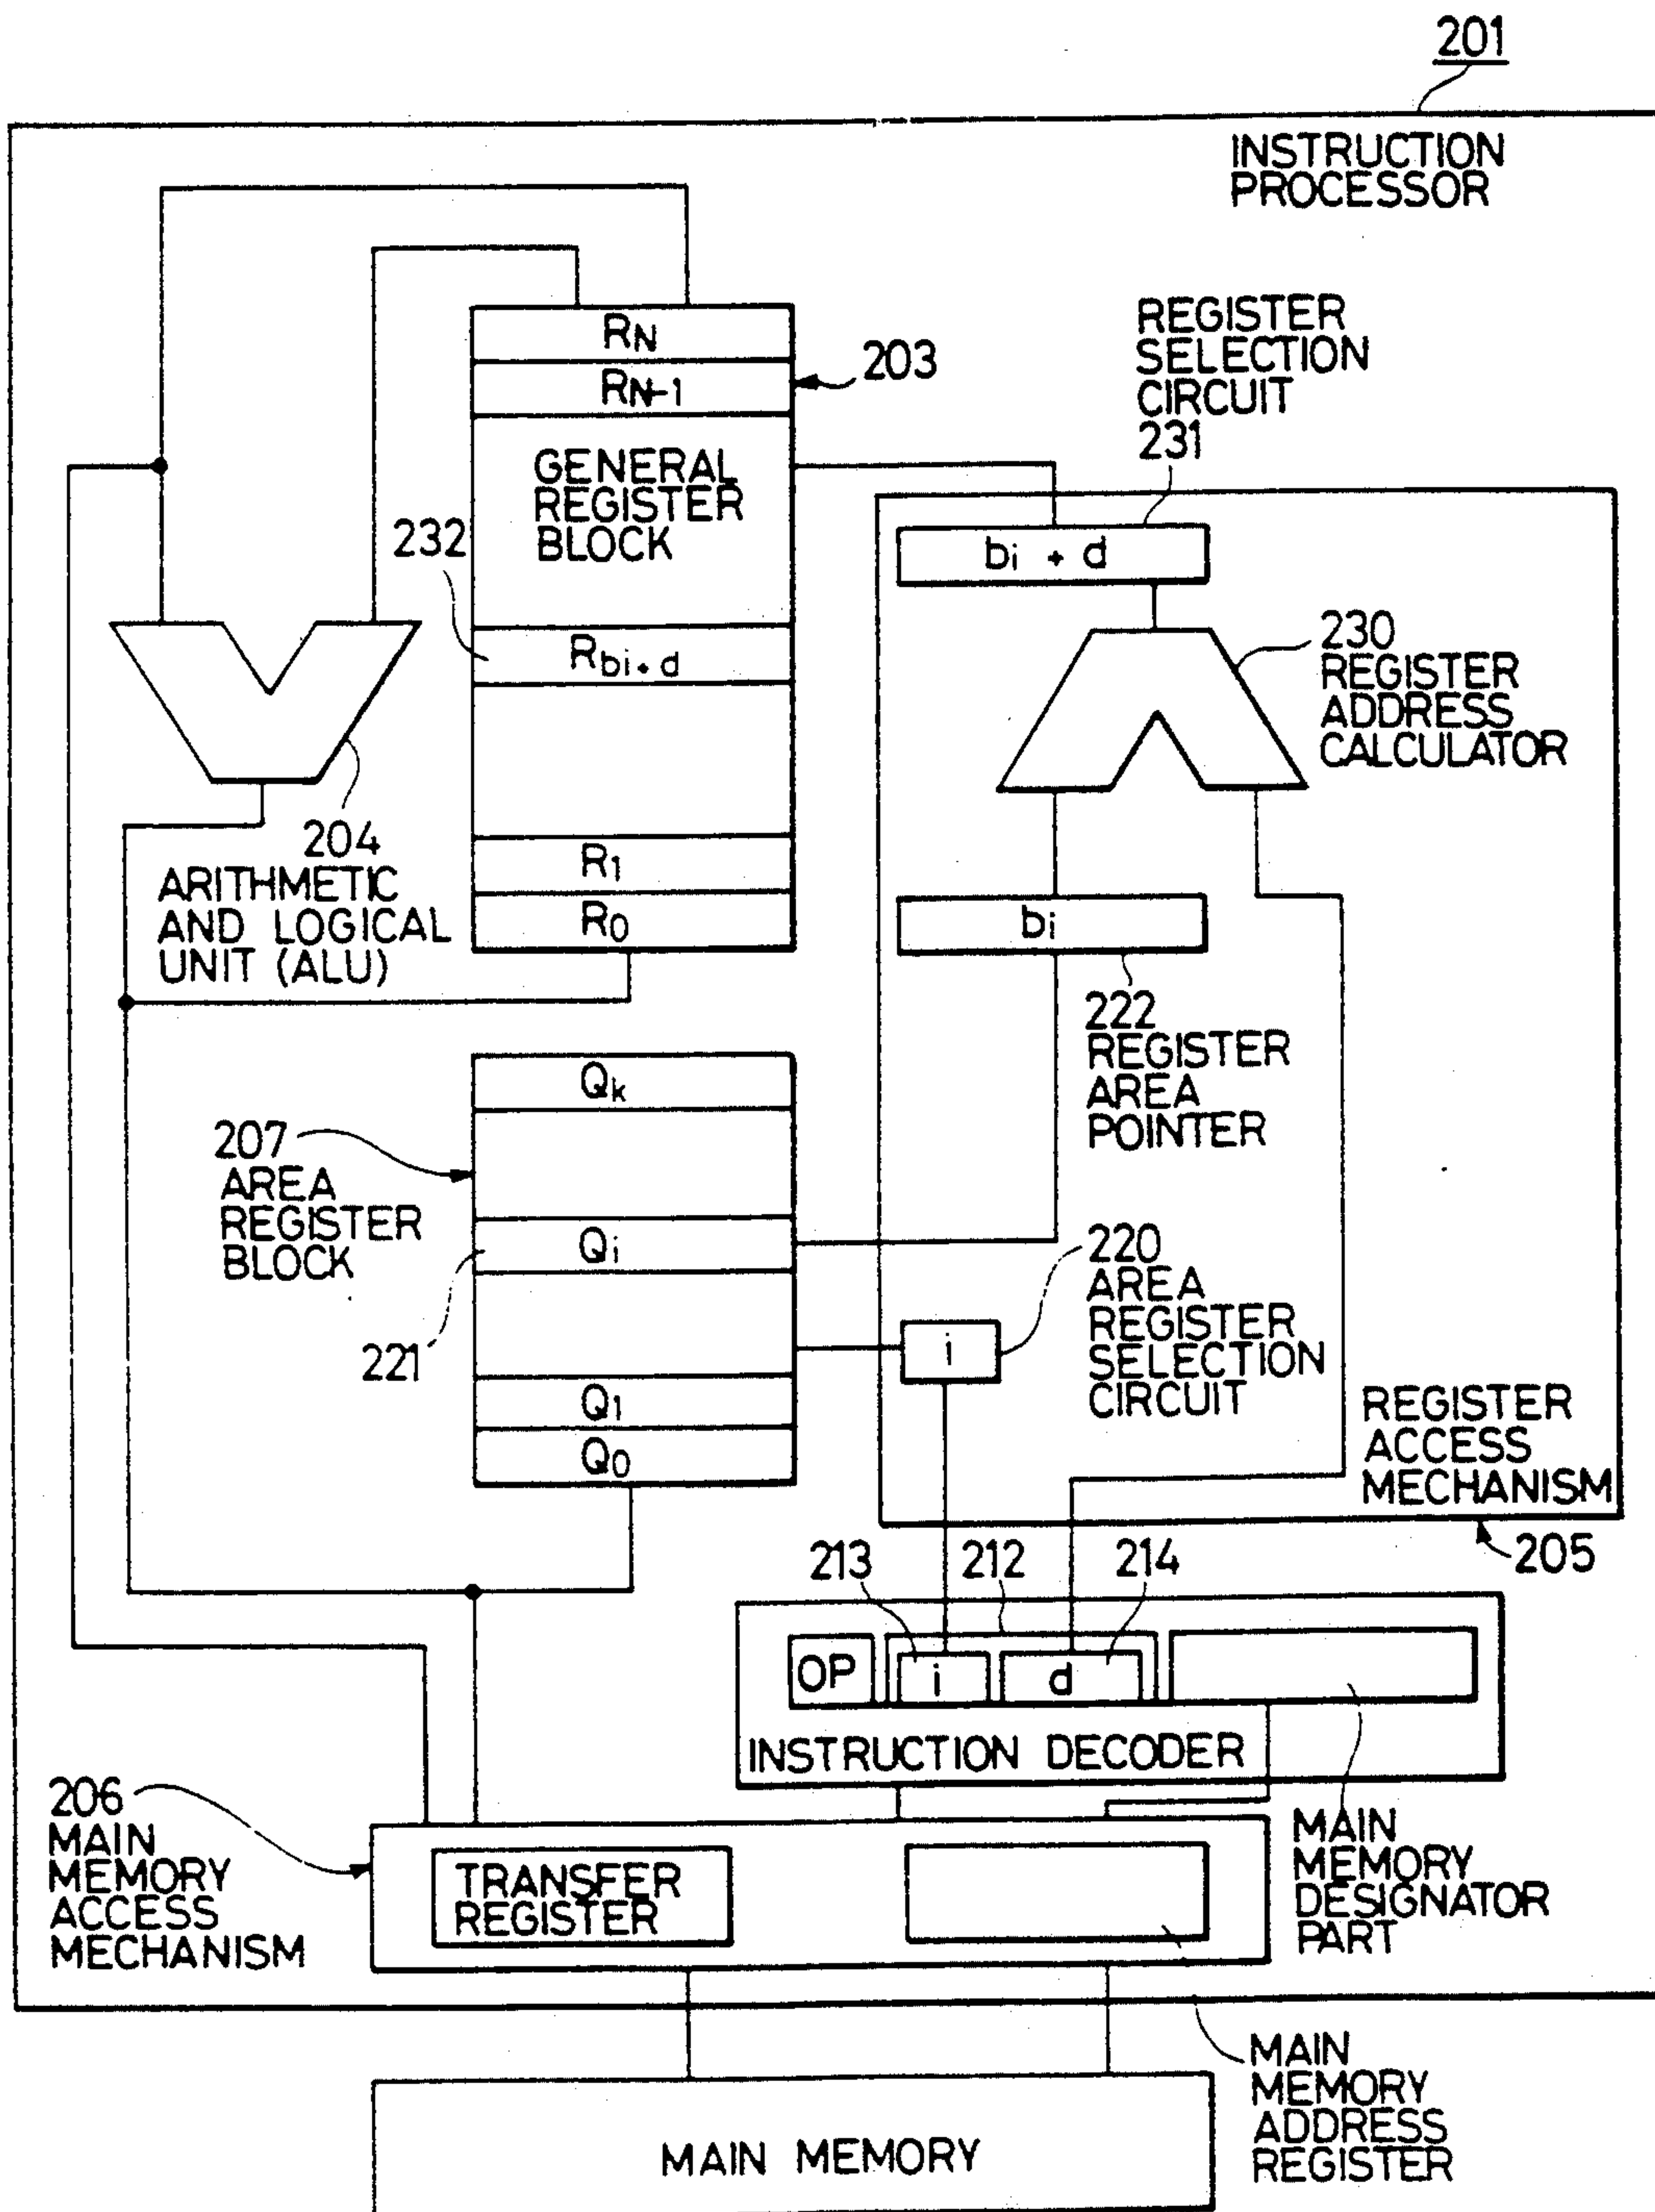 201
INSTRUCTION
PROCESSOR
RN
RN-1
203
GENERAL
REGISTER
BLOCK
232
Rbi+d
R1
R0
REGISTER
SELECTION
CIRCUIT
231
bi + d
230
REGISTER
ADDRESS
CALCULATOR
204
ARITHMETIC
AND LOGICAL
UNIT (ALU)
bi
222
REGISTER
AREA
POINTER
Qk
207
AREA
REGISTER
BLOCK
Qi
221
Q1
Q0
220
AREA
REGISTER
SELECTION
CIRCUIT
i
REGISTER
ACCESS
MECHANISM
205
213
212
214
OP
i
d
INSTRUCTION DECODER
206
MAIN
MEMORY
ACCESS
MECHANISM
TRANSFER
REGISTER
MAIN
MEMORY
DESIGNATOR
PART
MAIN
MEMORY
ADDRESS
REGISTER
MAIN MEMORY